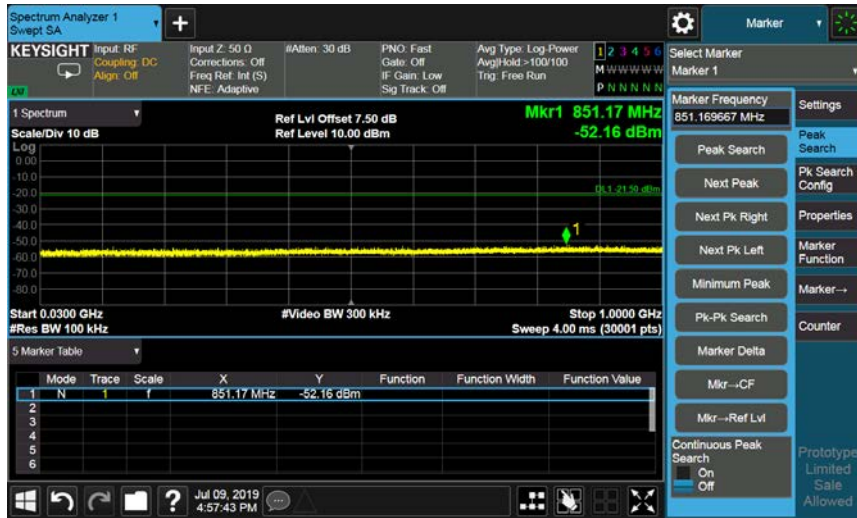 Spectrum Analyzer 1
Swept SA
+
Marker
KEYSIGHT
LXI
Input: RF
Coupling: DC
Align: Off
Input Z: 50 Ω
Corrections: Off
Freq Ref: Int (S)
NFE: Adaptive
#Atten: 30 dB
PNO: Fast
Gate: Off
IF Gain: Low
Sig Track: Off
Avg Type: Log-Power
Avg|Hold:>100/100
Trig: Free Run
1 2 3 4 5 6
M W W W W W
P N N N N N
Select Marker
Marker 1
1 Spectrum
Scale/Div 10 dB
Ref Lvl Offset 7.50 dB
Ref Level 10.00 dBm
Mkr1 851.17 MHz
-52.16 dBm
Log
0.00
-10.0
-20.0
-30.0
-40.0
-50.0
-60.0
-70.0
-80.0
DL1 -21.50 dBm
1
Start 0.0300 GHz
#Res BW 100 kHz
#Video BW 300 kHz
Stop 1.0000 GHz
Sweep 4.00 ms (30001 pts)
5 Marker Table
Mode Trace Scale X Y Function Function Width Function Value
1 N 1 f 851.17 MHz -52.16 dBm
2
3
4
5
6
Marker Frequency
851.169667 MHz
Peak Search
Next Peak
Next Pk Right
Next Pk Left
Minimum Peak
Pk-Pk Search
Marker Delta
Mkr→CF
Mkr→Ref Lvl
Continuous Peak
Search
On
Off
Settings
Peak
Search
Pk Search
Config
Properties
Marker
Function
Marker→
Counter
Prototype
Limited
Sale
Allowed
?
Jul 09, 2019
4:57:43 PM